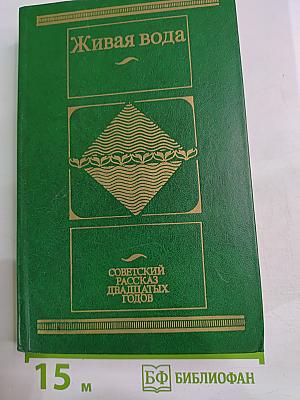 Живая вода
СОВЕТСКИЙ
РАССКАЗ
ДВАДЦАТЫХ
ГОДОВ
15 м
БФ БИБЛИОФАН